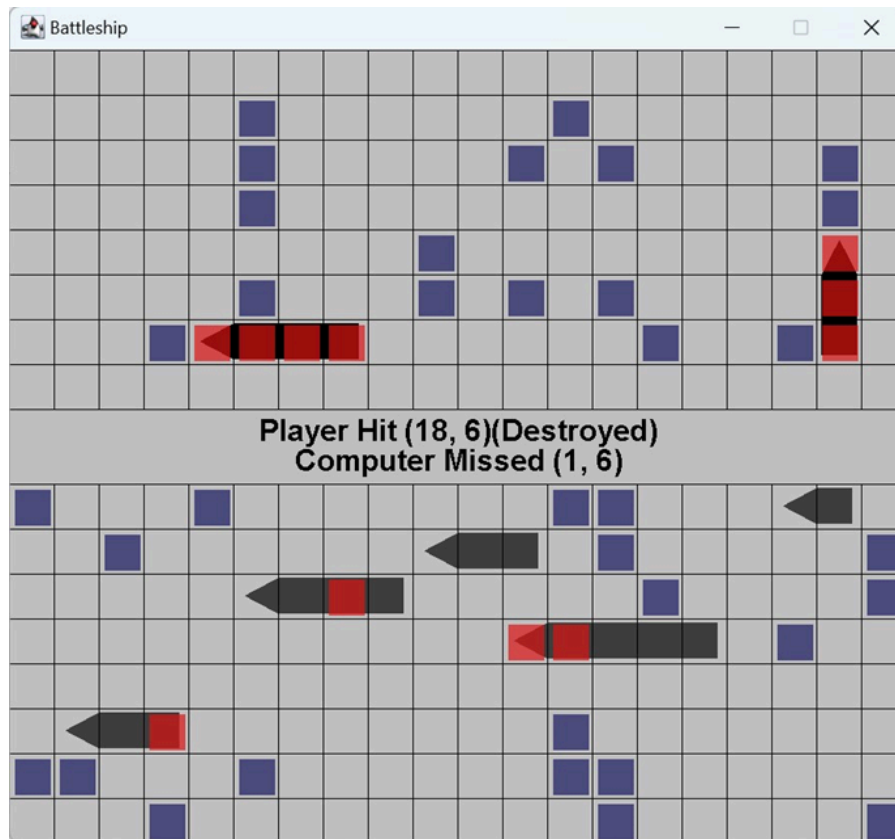 Battleship
Player Hit (18, 6)(Destroyed)
Computer Missed (1, 6)